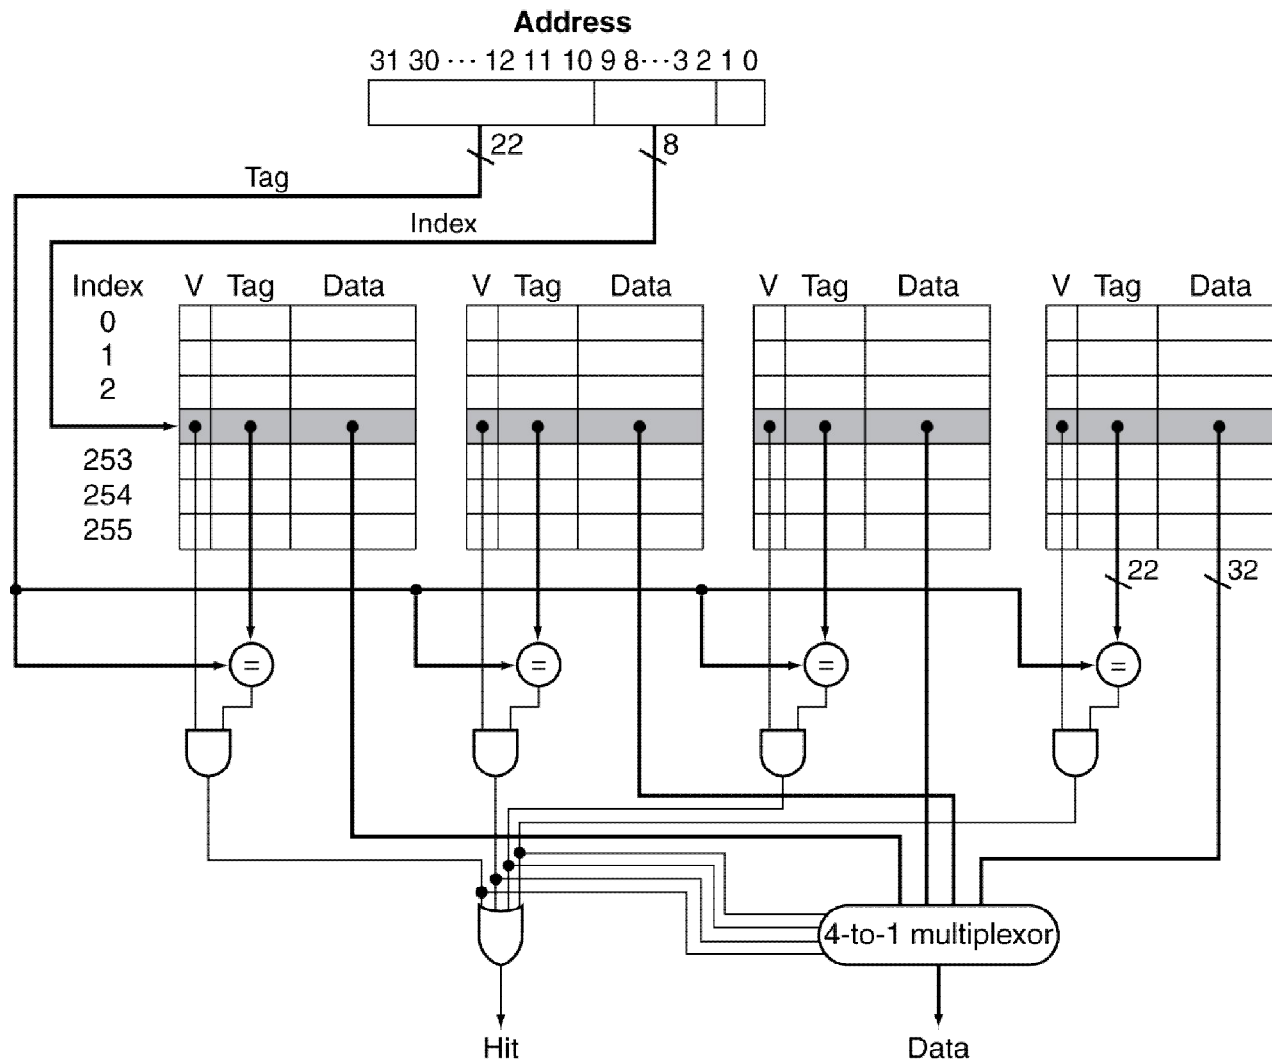 Address
31 30 ··· 12 11 10 9 8···3 2 1 0
22
8
Tag
Index
Index V Tag Data V Tag Data V Tag Data V Tag Data
0
1
2
253
254
255
22
32
= = = =
4-to-1 multiplexor
Hit
Data